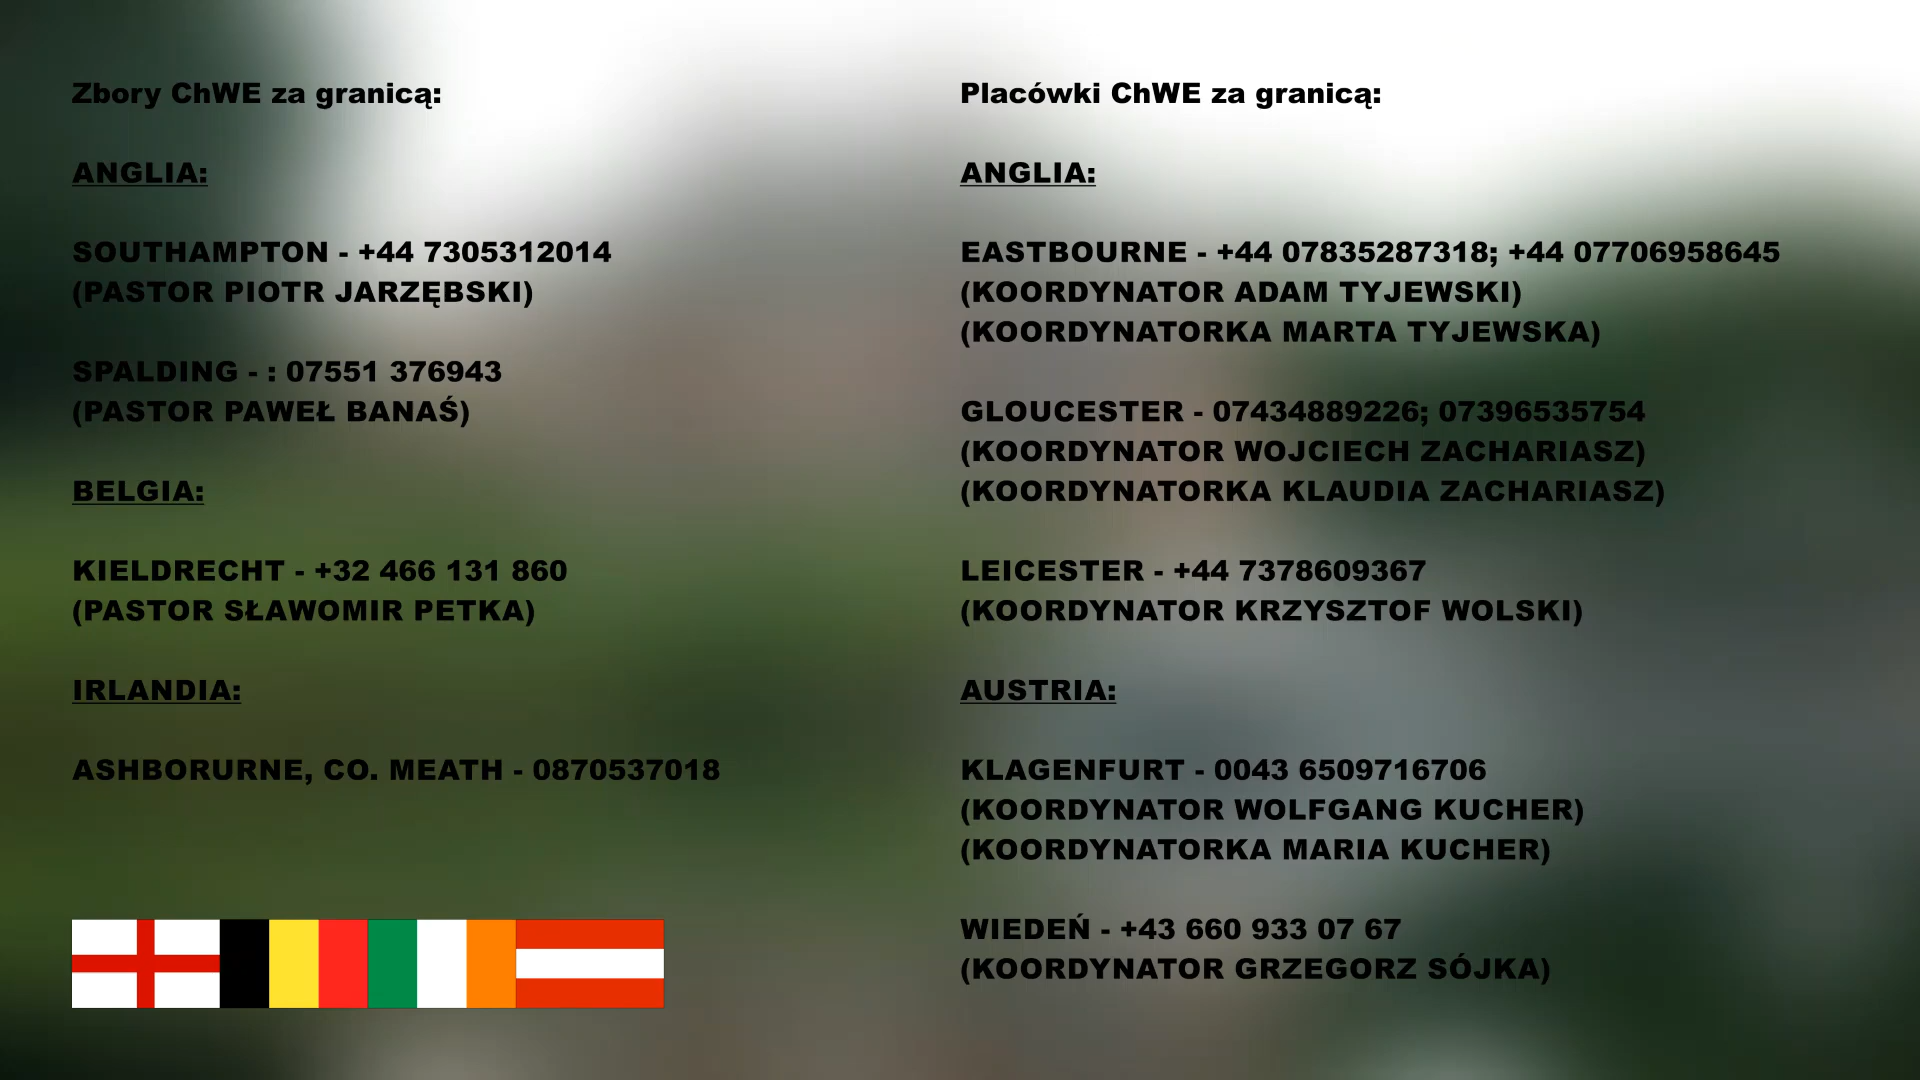 Zbory ChWE za granicą:
ANGLIA:
SOUTHAMPTON - +44 7305312014
(PASTOR PIOTR JARZĘBSKI)
SPALDING - : 07551 376943
(PASTOR PAWEŁ BANAŚ)
BELGIA:
KIELDRECHT - +32 466 131 860
(PASTOR SŁAWOMIR PETKA)
IRLANDIA:
ASHBORURNE, CO. MEATH - 0870537018
Placówki ChWE za granicą:
ANGLIA:
EASTBOURNE - +44 07835287318; +44 07706958645
(KOORDYNATOR ADAM TYJEWSKI)
(KOORDYNATORKA MARTA TYJEWSKA)
GLOUCESTER - 07434889226; 07396535754
(KOORDYNATOR WOJCIECH ZACHARIASZ)
(KOORDYNATORKA KLAUDIA ZACHARIASZ)
LEICESTER - +44 7378609367
(KOORDYNATOR KRZYSZTOF WOLSKI)
AUSTRIA:
KLAGENFURT - 0043 6509716706
(KOORDYNATOR WOLFGANG KUCHER)
(KOORDYNATORKA MARIA KUCHER)
WIEDEŃ - +43 660 933 07 67
(KOORDYNATOR GRZEGORZ SÓJKA)